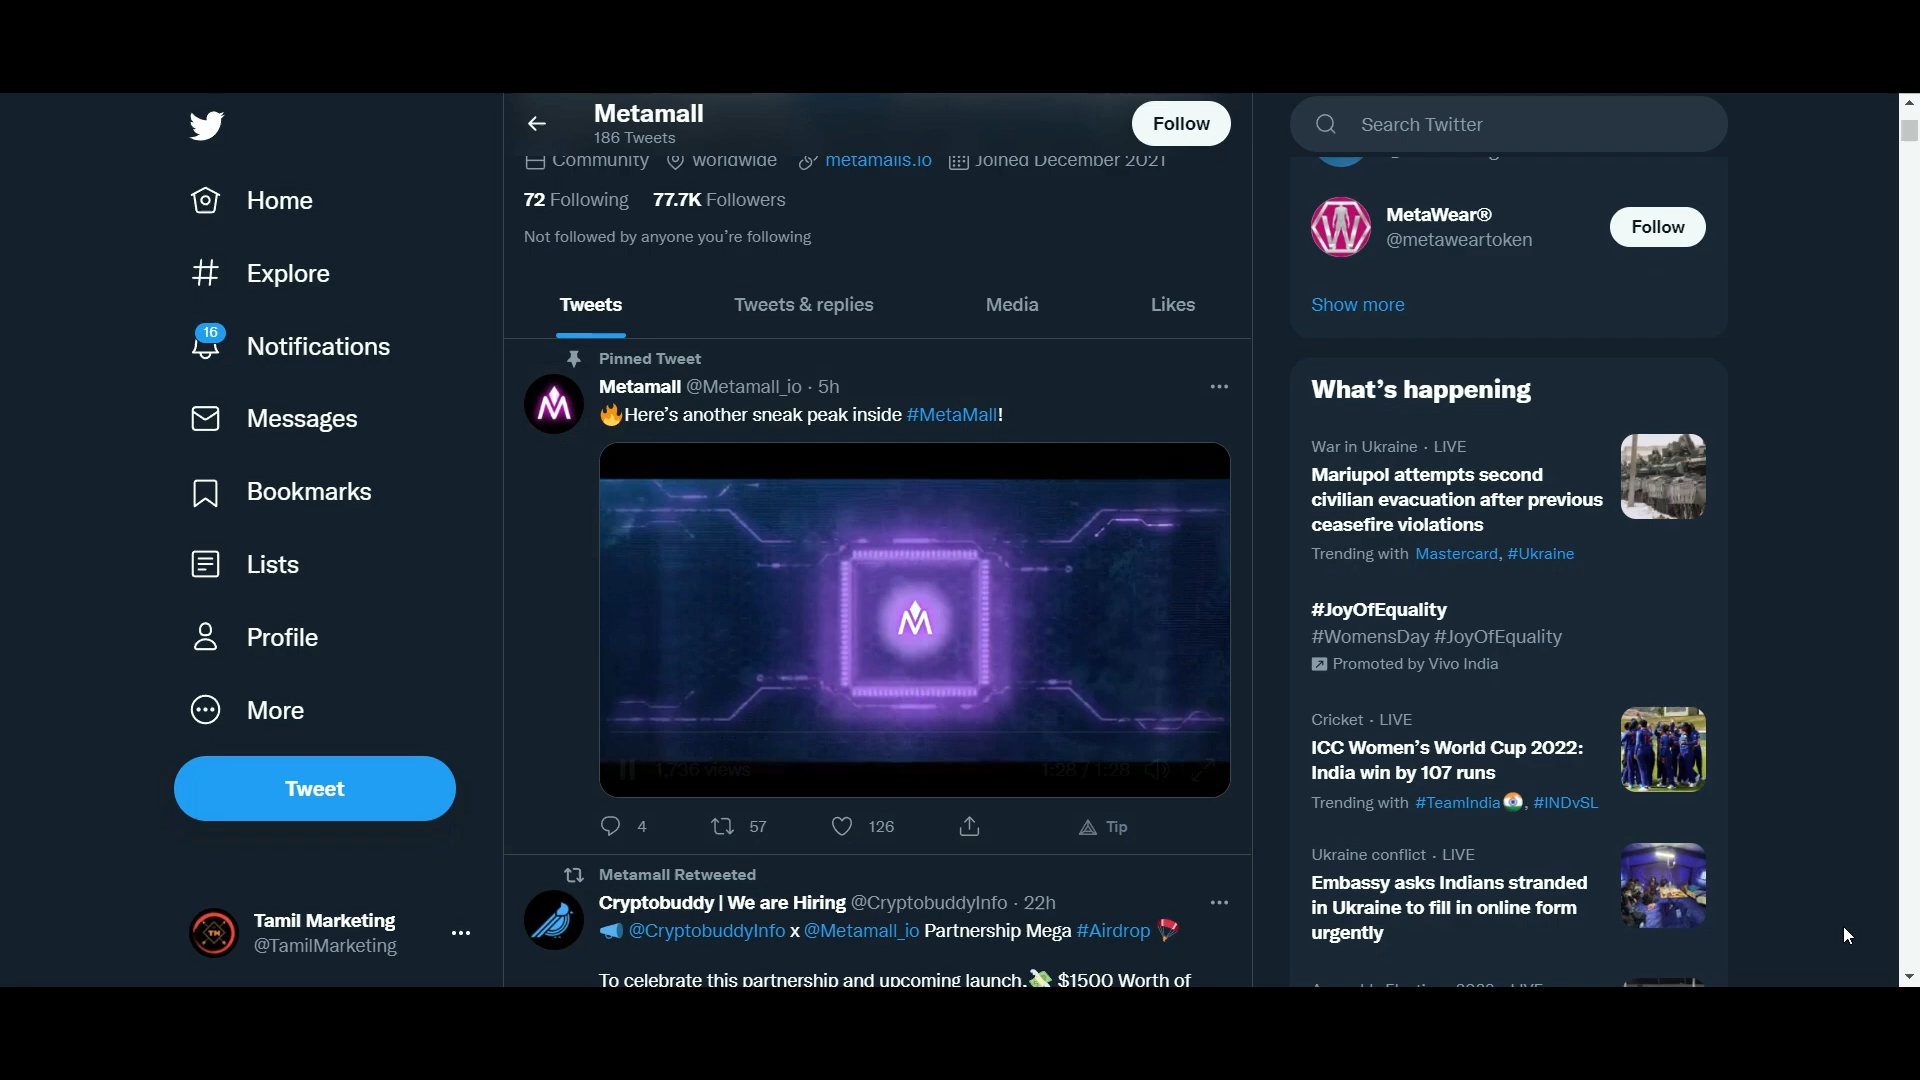 Home
Explore
16
Notifications
Messages
Bookmarks
Lists
Profile
More
Tweet
Tamil Marketing
@TamilMarketing
Metamall
186 Tweets
Follow
Community worldwide metamalls.io Joined December 2021
72 Following 77.7K Followers
Not followed by anyone you’re following
Tweets Tweets & replies Media Likes
Pinned Tweet
Metamall @Metamall_io · 5h
🔥Here’s another sneak peak inside #MetaMall!
1,736 views 1:28 / 1:28
4 57 126 Tip
Metamall Retweeted
Cryptobuddy | We are Hiring @CryptobuddyInfo · 22h
📣 @CryptobuddyInfo x @Metamall_io Partnership Mega #Airdrop 🪂
To celebrate this partnership and upcoming launch,💸 $1500 Worth of
Search Twitter
MetaWear®
@metaweartoken
Follow
Show more
What’s happening
War in Ukraine · LIVE
Mariupol attempts second
civilian evacuation after previous
ceasefire violations
Trending with Mastercard, #Ukraine
#JoyOfEquality
#WomensDay #JoyOfEquality
Promoted by Vivo India
Cricket · LIVE
ICC Women’s World Cup 2022:
India win by 107 runs
Trending with #TeamIndia, #INDvSL
Ukraine conflict · LIVE
Embassy asks Indians stranded
in Ukraine to fill in online form
urgently